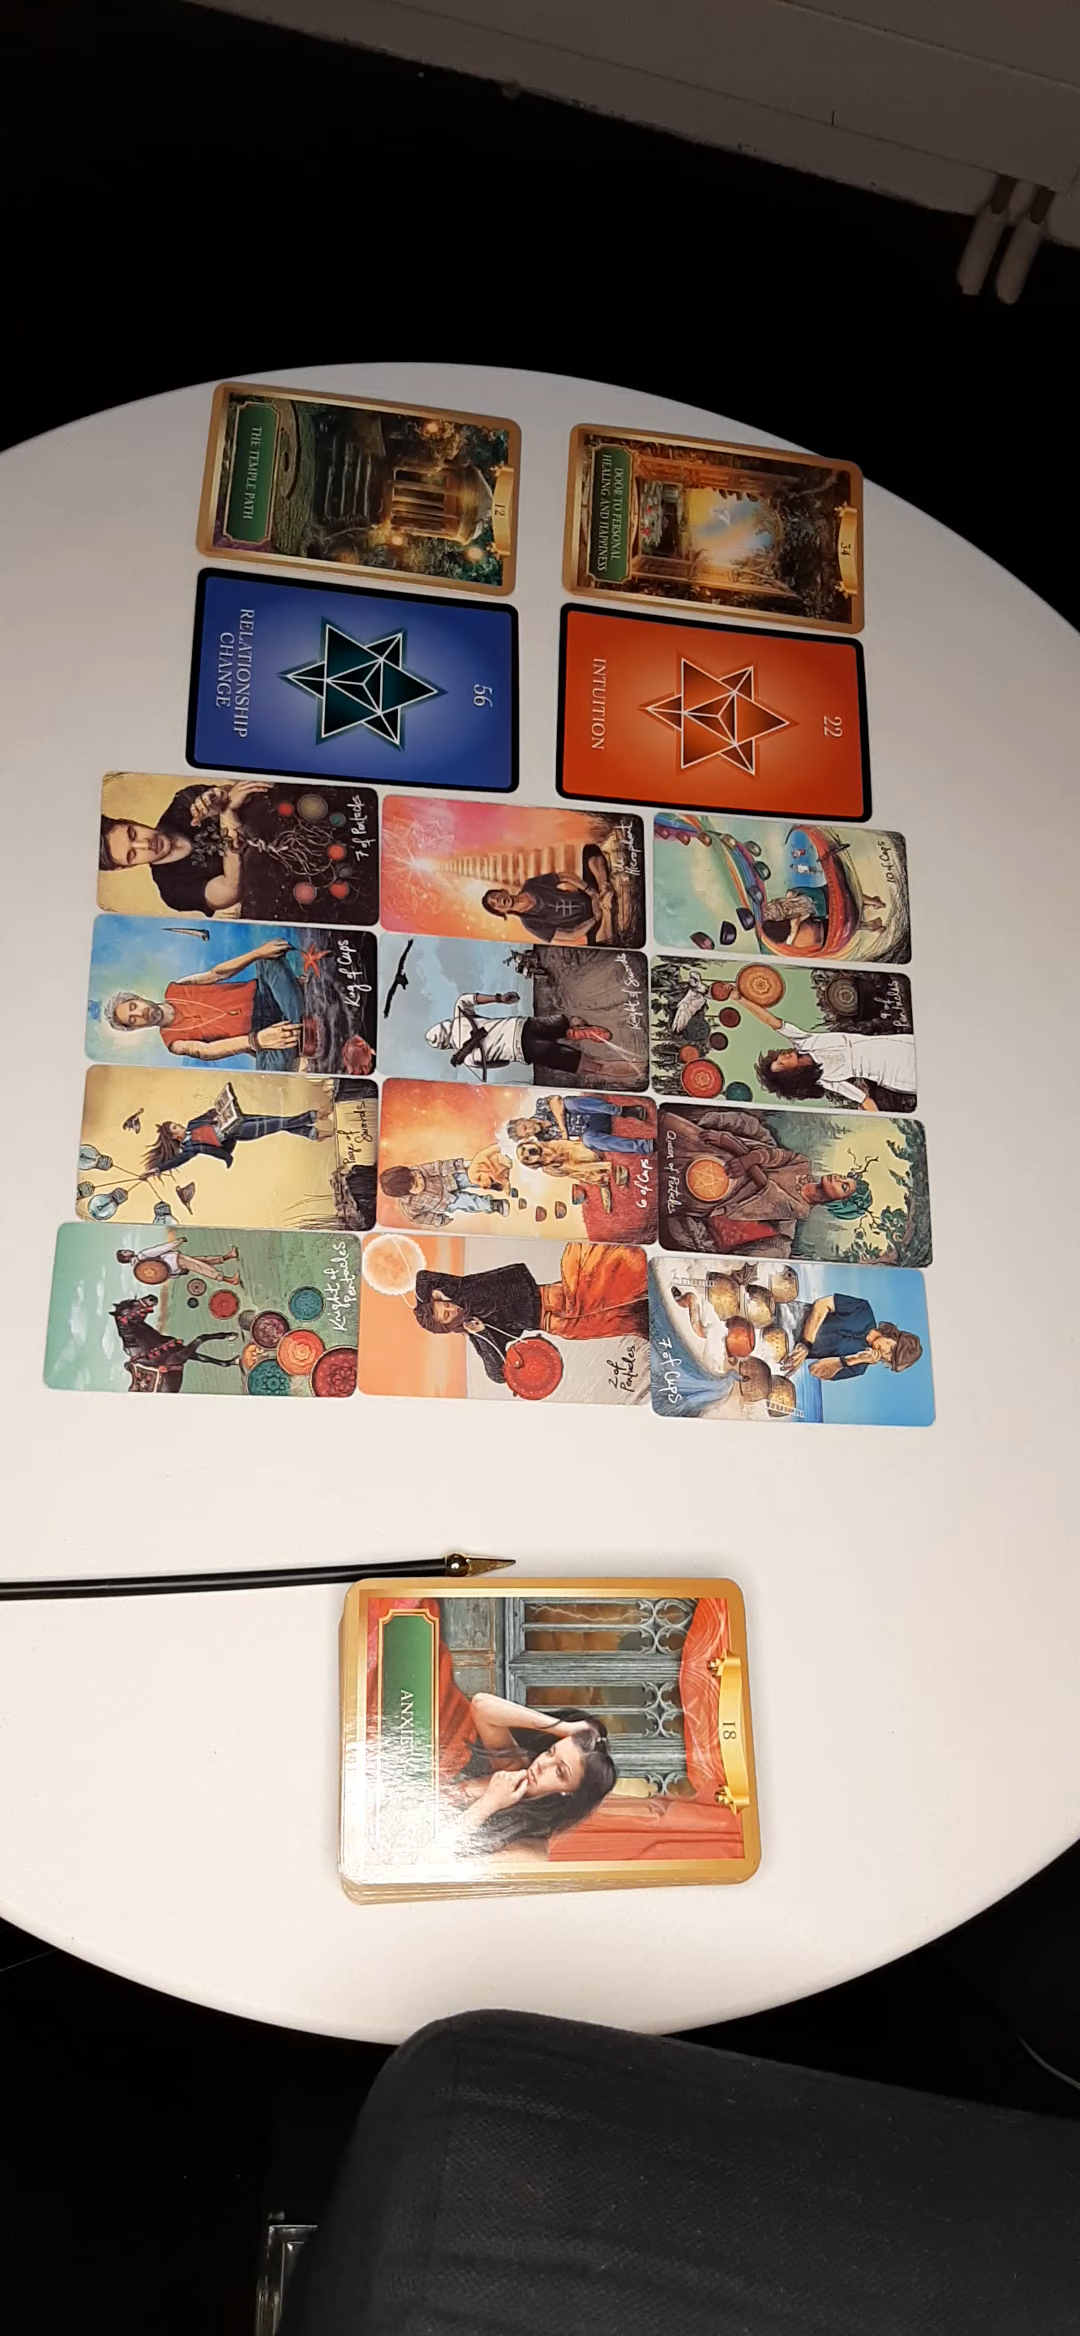 12
THE TEMPLE PATH
34
DOOR TO PERSONAL
HEALING AND HAPPINESS
56
RELATIONSHIP
CHANGE
22
INTUITION
7 of Pentacles
The
Hierophant
10 of Cups
King of Cups
Knight of Swords
9 of
Pentacles
Page of
Swords
6 of Cups
Queen of Pentacles
Knight of
Pentacles
2 of
Pentacles
7 of Cups
18